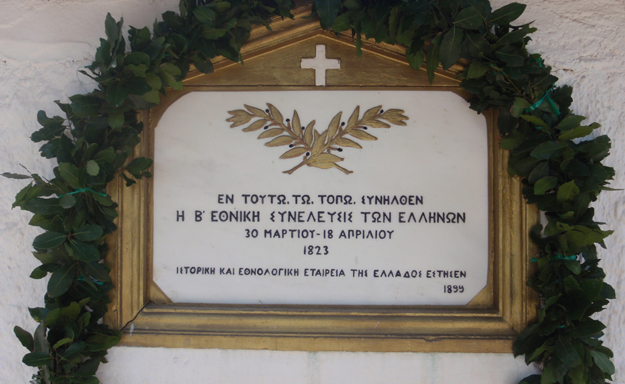 ΕΝ ΤΟΥΤΩ. ΤΩ. ΤΟΠΩ. ΣΥΝΗΛΘΕΝ
Η Β' ΕΘΝΙΚΗ ΣΥΝΕΛΕΥΣΙΣ ΤΩΝ ΕΛΛΗΝΩΝ
30 ΜΑΡΤΙΟΥ-18 ΑΠΡΙΛΙΟΥ
1823
ΙΣΤΟΡΙΚΗ ΚΑΙ ΕΘΝΟΛΟΓΙΚΗ ΕΤΑΙΡΕΙΑ ΤΗΣ ΕΛΛΑΔΟΣ ΕΣΤΗΣΕΝ
1899